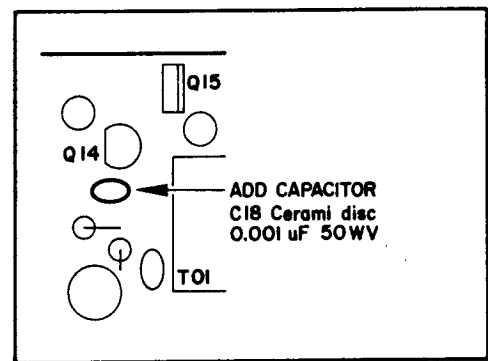 Q15
Q14
ADD CAPACITOR
C18 Cerami disc
0.001 uF 50WV
T01